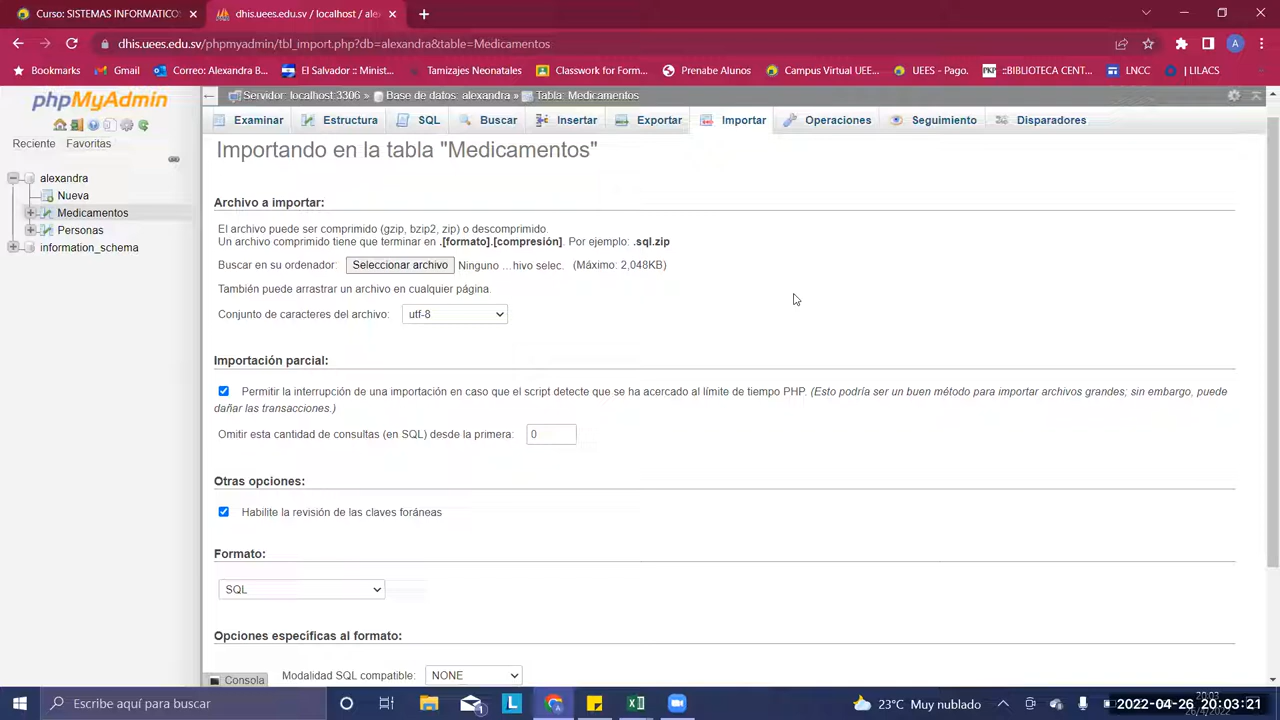 Curso: SISTEMAS INFORMATICOS
dhis.uees.edu.sv / localhost / ale
dhis.uees.edu.sv/phpmyadmin/tbl_import.php?db=alexandra&table=Medicamentos
Bookmarks Gmail Correo: Alexandra B... El Salvador :: Minist... Tamizajes Neonatales Classwork for Form... Prenabe Alunos Campus Virtual UEE... UEES - Pago. ::BIBLIOTECA CENT... LNCC | LILACS
phpMyAdmin
Servidor: localhost:3306 » Base de datos: alexandra » Tabla: Medicamentos
Examinar Estructura SQL Buscar Insertar Exportar Importar Operaciones Seguimiento Disparadores
Reciente Favoritas
alexandra
Nueva
Medicamentos
Personas
information_schema
Importando en la tabla "Medicamentos"
Archivo a importar:
El archivo puede ser comprimido (gzip, bzip2, zip) o descomprimido.
Un archivo comprimido tiene que terminar en .[formato].[compresión]. Por ejemplo: .sql.zip
Buscar en su ordenador: Seleccionar archivo Ninguno ...hivo selec. (Máximo: 2,048KB)
También puede arrastrar un archivo en cualquier página.
Conjunto de caracteres del archivo: utf-8
Importación parcial:
Permitir la interrupción de una importación en caso que el script detecte que se ha acercado al límite de tiempo PHP. (Esto podría ser un buen método para importar archivos grandes; sin embargo, puede
dañar las transacciones.)
Omitir esta cantidad de consultas (en SQL) desde la primera: 0
Otras opciones:
Habilite la revisión de las claves foráneas
Formato:
SQL
Opciones específicas al formato:
Consola
Modalidad SQL compatible: NONE
Escribe aquí para buscar
23°C Muy nublado
20:03
2022-04-26 20:03:21